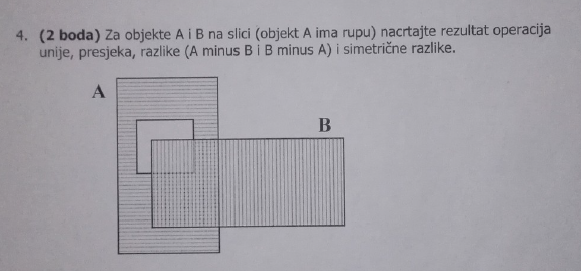 4. (2 boda) Za objekte A i B na slici (objekt A ima rupu) nacrtajte rezultat operacija
unije, presjeka, razlike (A minus B i B minus A) i simetrične razlike.
A
B